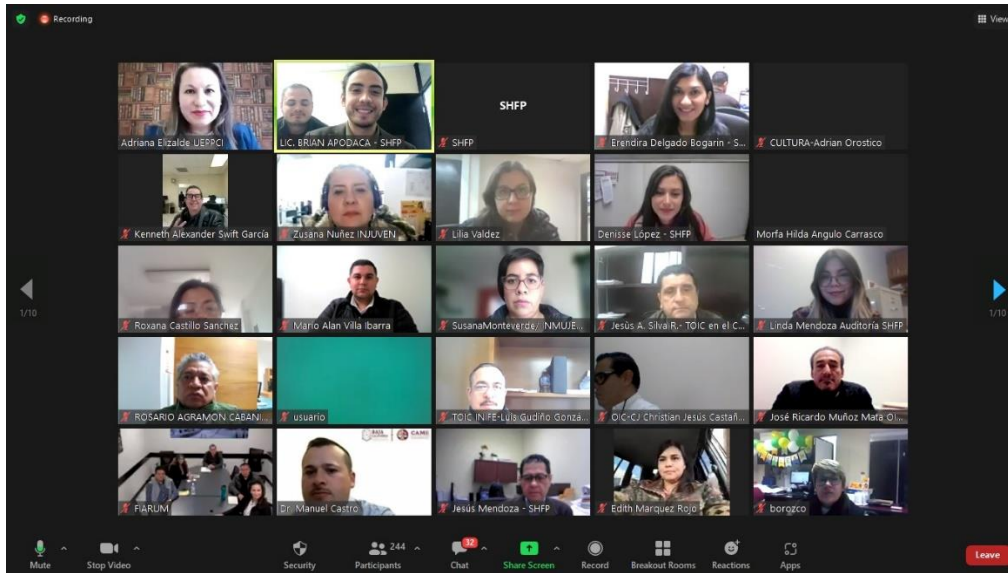 Recording
View
SHFP
Adriana Elizalde UEPPCI
LIC. BRIAN APODACA - SHFP
SHFP
Erendira Delgado Bogarin - S...
CULTURA-Adrian Orostico
Kenneth Alexander Swift García
Zusana Nuñez INJUVEN
Lilia Valdez
Denisse López - SHFP
Morfa Hilda Angulo Carrasco
Roxana Castillo Sanchez
Mario Alan Villa Ibarra
SusanaMonteverde/ INMUJE...
Jesús A. Silva R.- TOIC en el C...
Linda Mendoza Auditoría SHFP
1/10
1/10
ROSARIO AGRAMON CABANI...
usuario
TOIC INIFE-Luis Gudiño Gonzá...
OIC-CJ Christian Jesús Castañ...
José Ricardo Muñoz Mata OI...
BAJA
CAME
FIARUM
Dr. Manuel Castro
Jesús Mendoza - SHFP
Edith Marquez Rojo
borozco
244
32
Mute
Stop Video
Security
Participants
Chat
Share Screen
Record
Breakout Rooms
Reactions
Apps
Leave